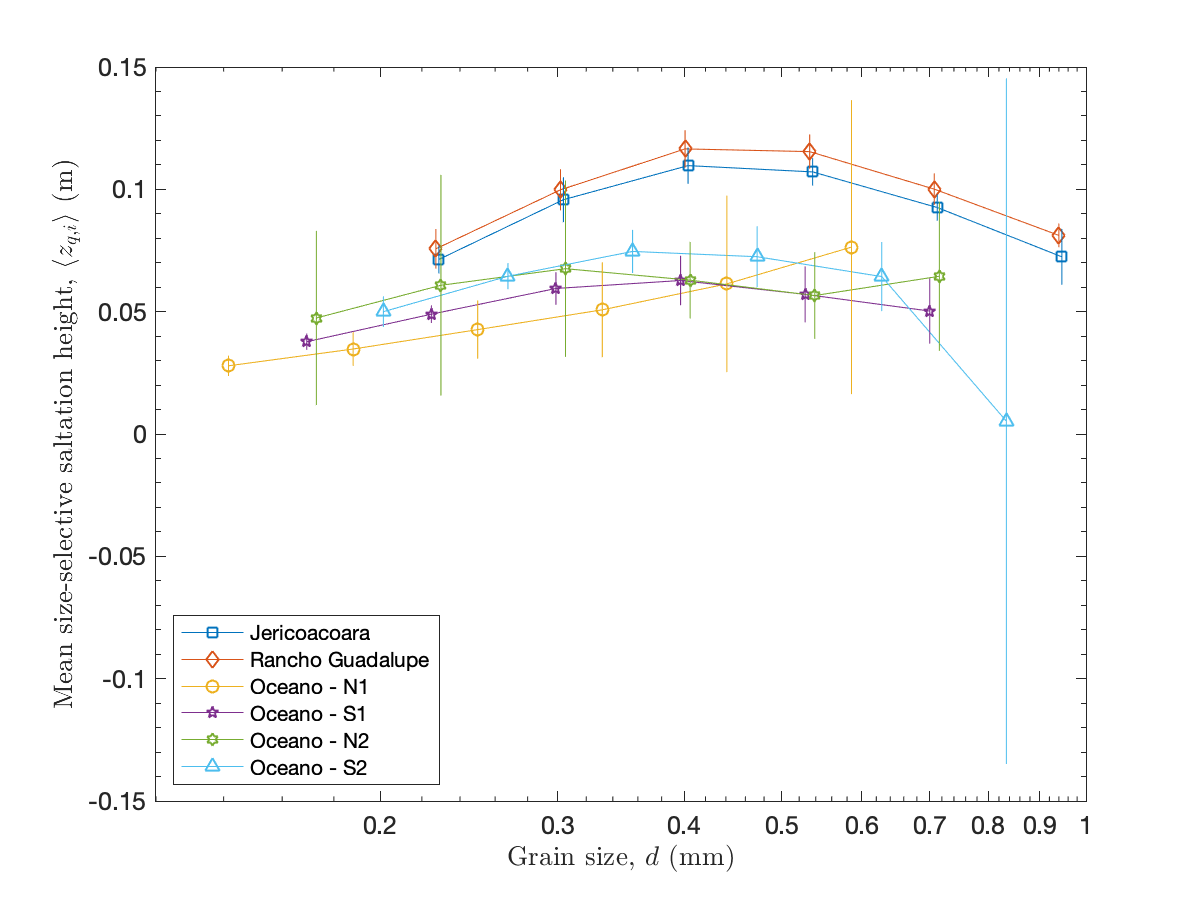 0.15
0.1
0.05
0
-0.05
-0.1
-0.15
Mean size-selective saltation height, ⟨z_{q,i}⟩ (m)
Jericoacoara
Rancho Guadalupe
Oceano - N1
Oceano - S1
Oceano - N2
Oceano - S2
0.2 0.3 0.4 0.5 0.6 0.7 0.8 0.9 1
Grain size, d (mm)